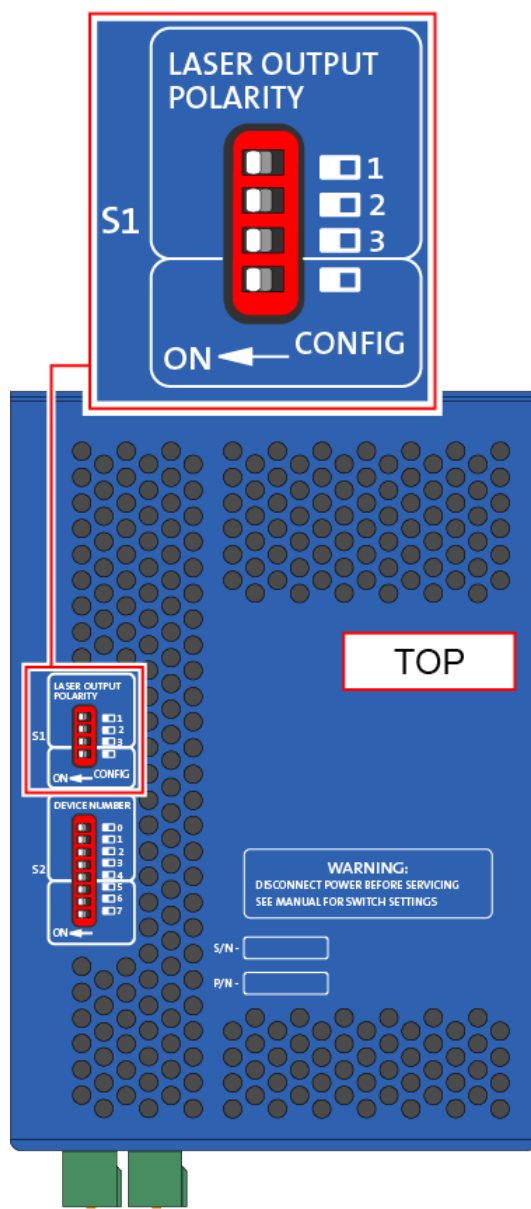 LASER OUTPUT
POLARITY
1
2
3
S1
ON
CONFIG
TOP
LASER OUTPUT
POLARITY
1
2
3
S1
ON
CONFIG
DEVICE NUMBER
0
1
2
3
4
5
6
7
S2
ON
WARNING:
DISCONNECT POWER BEFORE SERVICING
SEE MANUAL FOR SWITCH SETTINGS
S/N -
P/N -